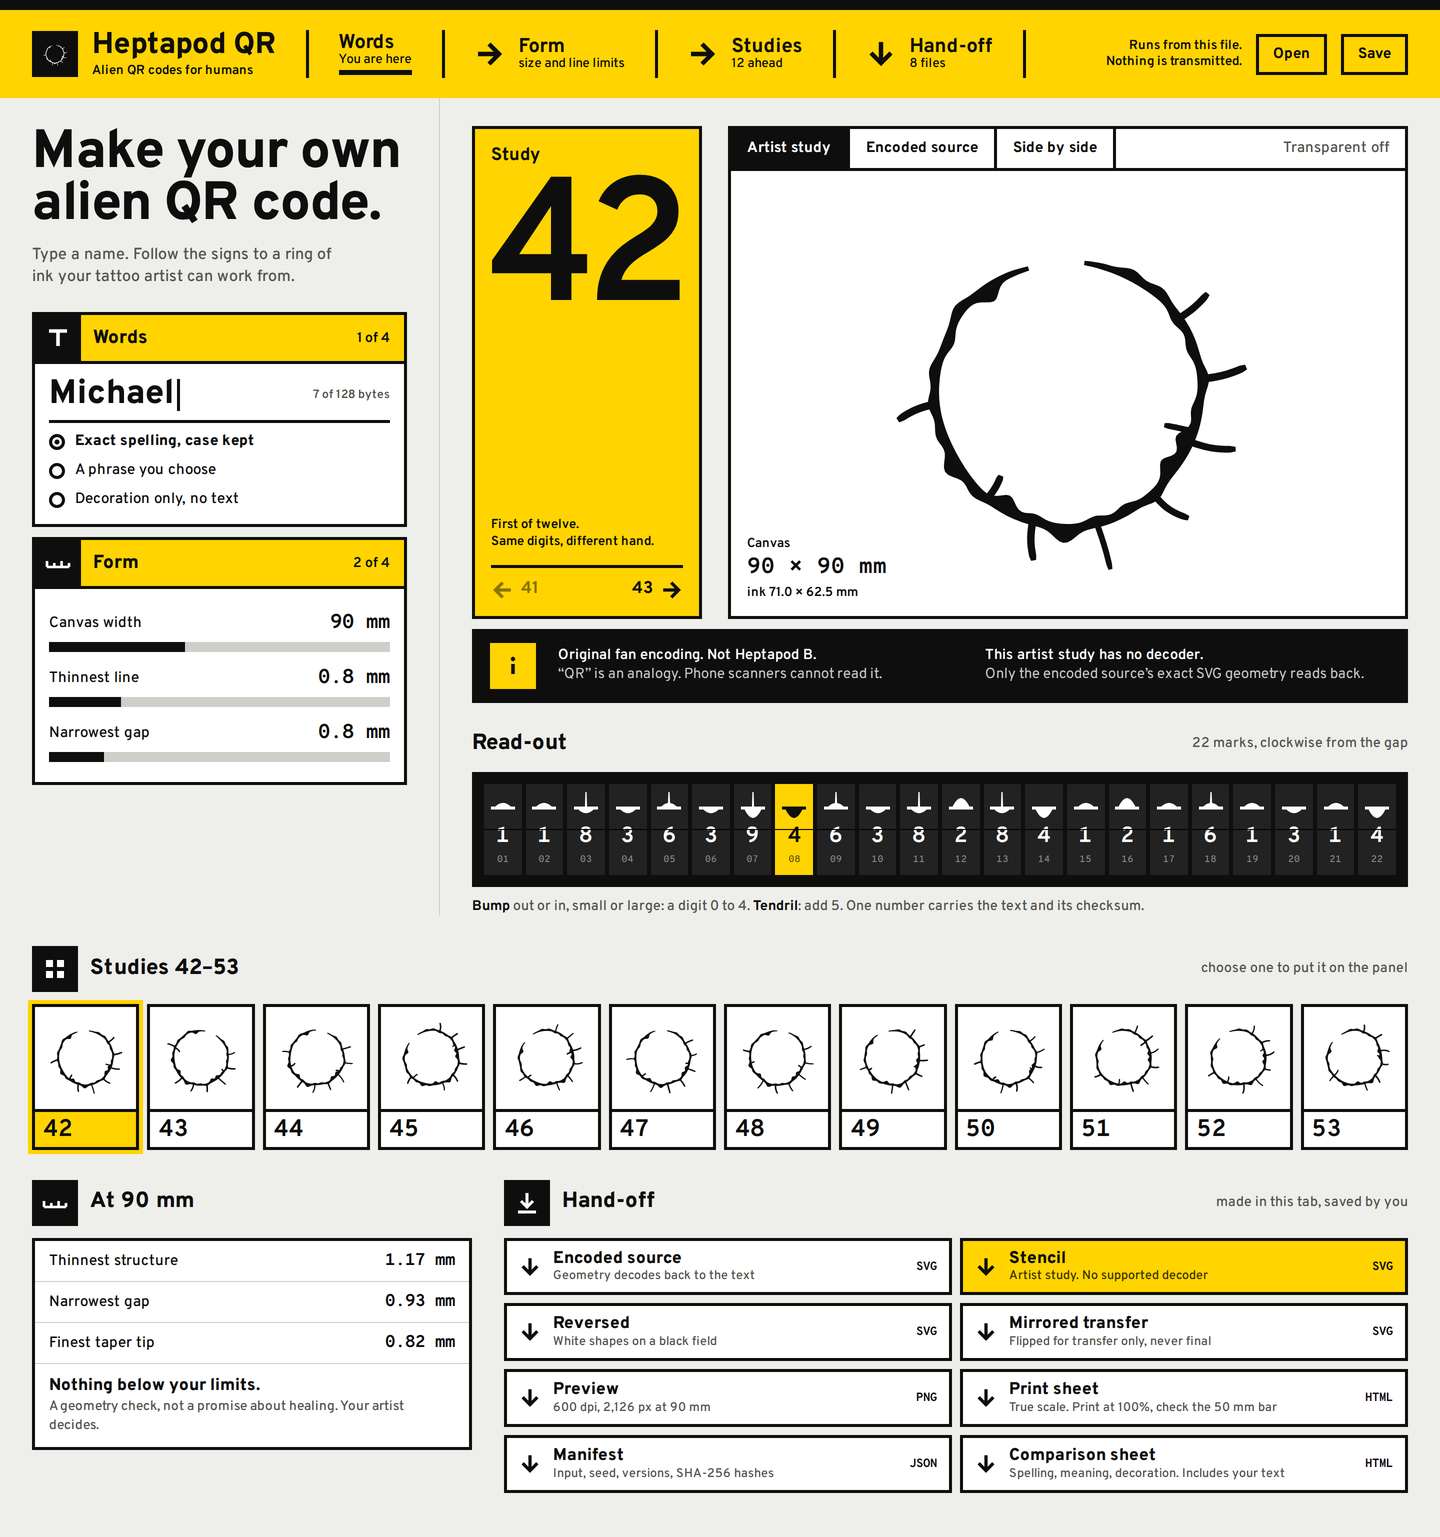 Heptapod QR
Alien QR codes for humans
Words
You are here
Form
size and line limits
Studies
12 ahead
Hand-off
8 files
Runs from this file.
Nothing is transmitted.
Open
Save
Make your own
alien QR code.
Type a name. Follow the signs to a ring of
ink your tattoo artist can work from.
Words
1 of 4
Michael
7 of 128 bytes
Exact spelling, case kept
A phrase you choose
Decoration only, no text
Form
2 of 4
Canvas width
90 mm
Thinnest line
0.8 mm
Narrowest gap
0.8 mm
Study
42
First of twelve.
Same digits, different hand.
41
43
Artist study
Encoded source
Side by side
Transparent off
Canvas
90 × 90 mm
ink 71.0 × 62.5 mm
Original fan encoding. Not Heptapod B.
“QR” is an analogy. Phone scanners cannot read it.
This artist study has no decoder.
Only the encoded source’s exact SVG geometry reads back.
Read-out
22 marks, clockwise from the gap
1 1 8 3 6 3 9 4 6 3 8 2 8 4 1 2 1 6 1 3 1 4
01 02 03 04 05 06 07 08 09 10 11 12 13 14 15 16 17 18 19 20 21 22
Bump out or in, small or large: a digit 0 to 4. Tendril: add 5. One number carries the text and its checksum.
Studies 42–53
choose one to put it on the panel
42 43 44 45 46 47 48 49 50 51 52 53
At 90 mm
Thinnest structure
1.17 mm
Narrowest gap
0.93 mm
Finest taper tip
0.82 mm
Nothing below your limits.
A geometry check, not a promise about healing. Your artist
decides.
Hand-off
made in this tab, saved by you
Encoded source
Geometry decodes back to the text
SVG
Stencil
Artist study. No supported decoder
SVG
Reversed
White shapes on a black field
SVG
Mirrored transfer
Flipped for transfer only, never final
SVG
Preview
600 dpi, 2,126 px at 90 mm
PNG
Print sheet
True scale. Print at 100%, check the 50 mm bar
HTML
Manifest
Input, seed, versions, SHA-256 hashes
JSON
Comparison sheet
Spelling, meaning, decoration. Includes your text
HTML